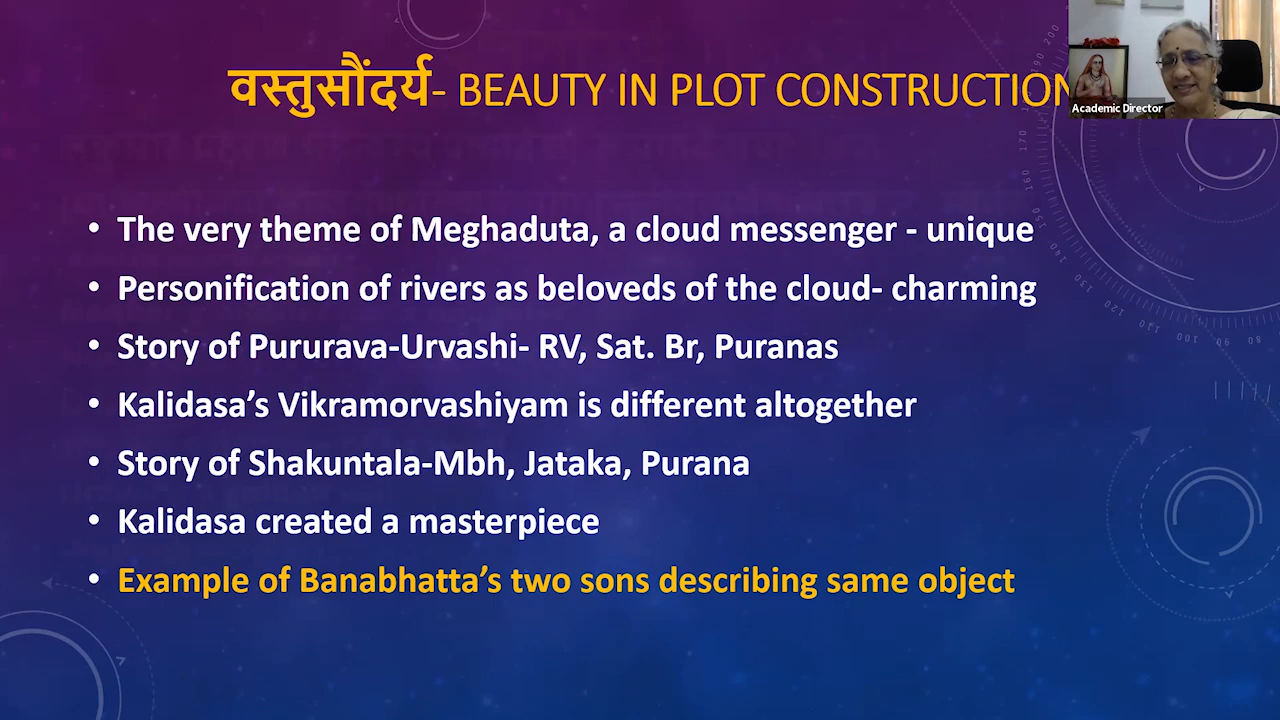 वस्तुसौंदर्य- BEAUTY IN PLOT CONSTRUCTION
Academic Director
• The very theme of Meghaduta, a cloud messenger - unique
• Personification of rivers as beloveds of the cloud- charming
• Story of Pururava-Urvashi- RV, Sat. Br, Puranas
• Kalidasa’s Vikramorvashiyam is different altogether
• Story of Shakuntala-Mbh, Jataka, Purana
• Kalidasa created a masterpiece
• Example of Banabhatta’s two sons describing same object